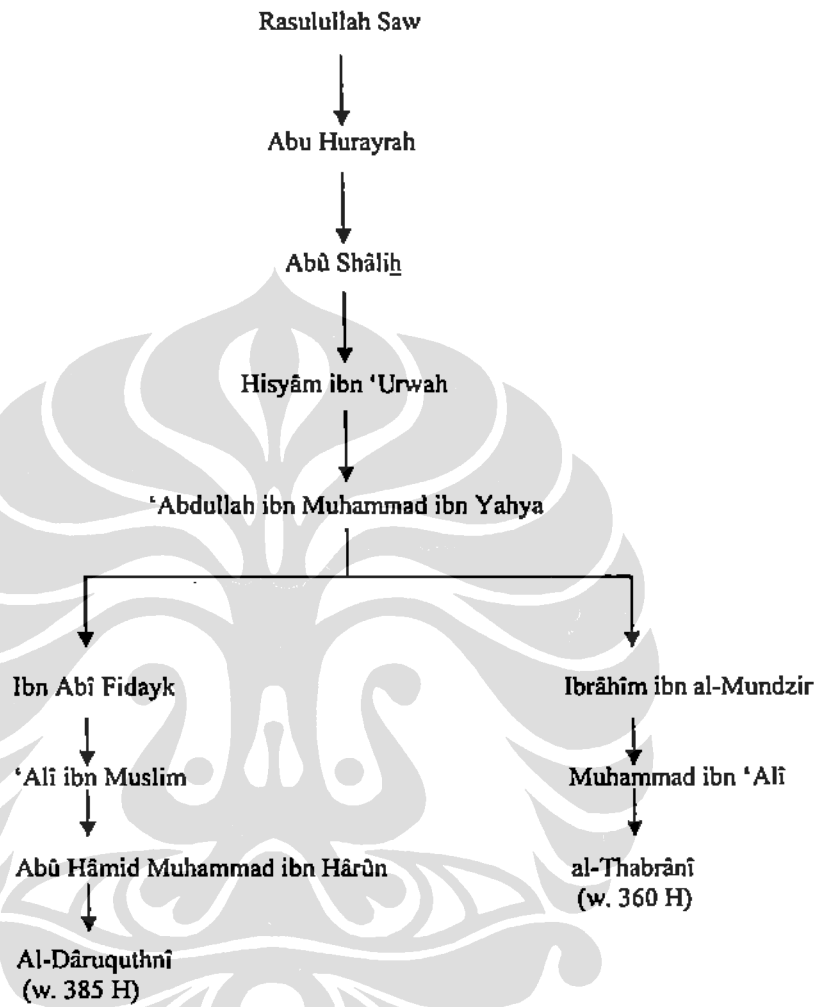 Rasulullah Saw
Abu Hurayrah
Abû Shâliẖ
Hisyâm ibn ‘Urwah
‘Abdullah ibn Muhammad ibn Yahya
Ibn Abî Fidayk
Ibrâhîm ibn al-Mundzir
‘Alî ibn Muslim
Muhammad ibn ‘Alî
Abû Hâmid Muhammad ibn Hârûn
al-Thabrânî
(w. 360 H)
Al-Dâruquthnî
(w. 385 H)